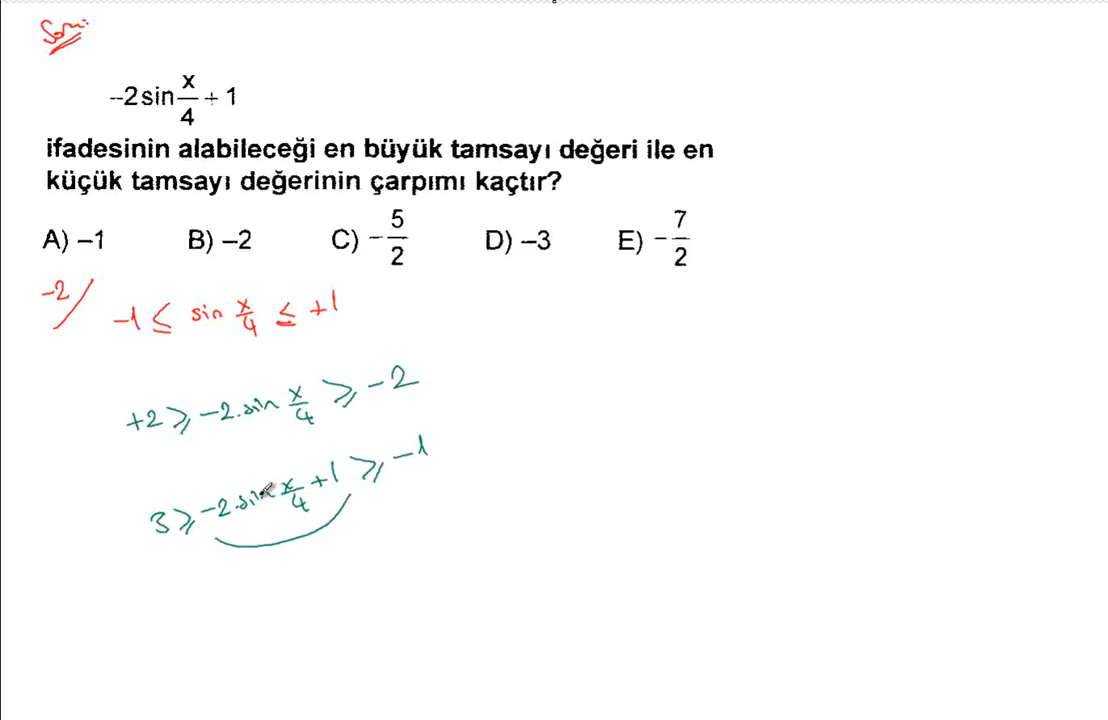 Soru:
-2sin x/4 + 1
ifadesinin alabileceği en büyük tamsayı değeri ile en
küçük tamsayı değerinin çarpımı kaçtır?
A) –1 B) –2 C) -5/2 D) –3 E) -7/2
-2/ -1 ≤ sin x/4 ≤ +1
+2 ≥ -2.sin x/4 ≥ -2
3 ≥ -2 sin x/4 +1 ≥ -1